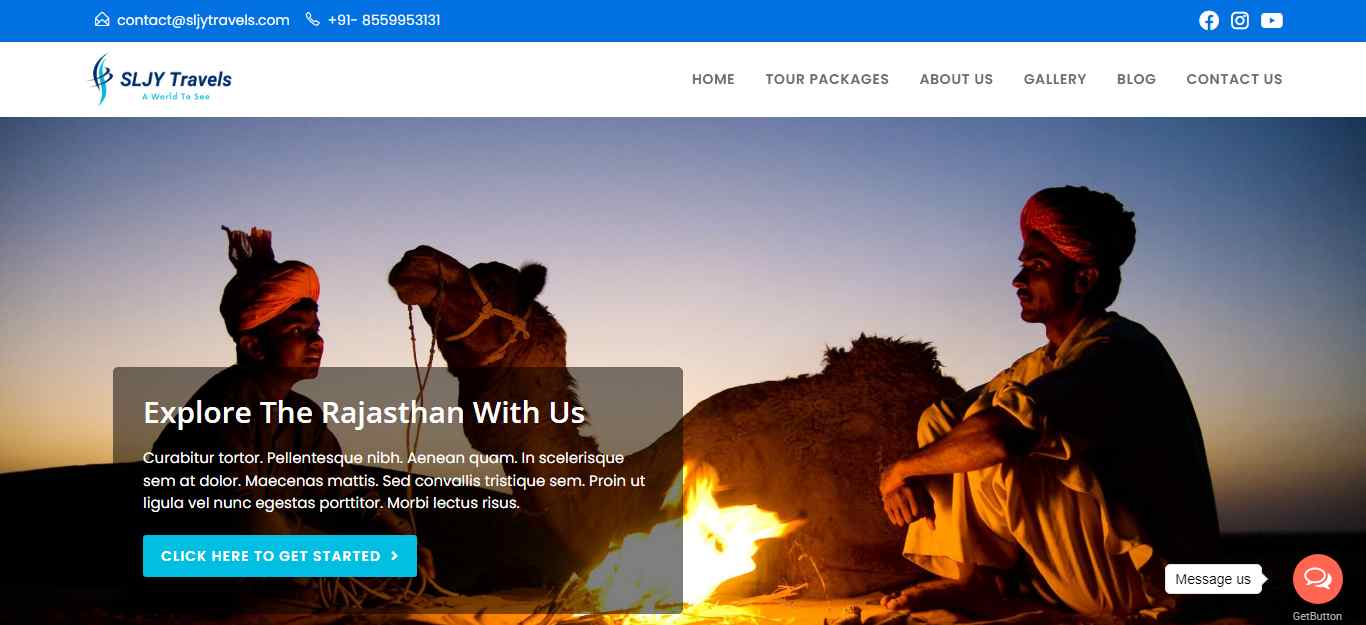 contact@sljytravels.com +91- 8559953131
SLJY Travels
A World To See
HOME TOUR PACKAGES ABOUT US GALLERY BLOG CONTACT US
Explore The Rajasthan With Us
Curabitur tortor. Pellentesque nibh. Aenean quam. In scelerisque
sem at dolor. Maecenas mattis. Sed convallis tristique sem. Proin ut
ligula vel nunc egestas porttitor. Morbi lectus risus.
CLICK HERE TO GET STARTED
Message us
GetButton